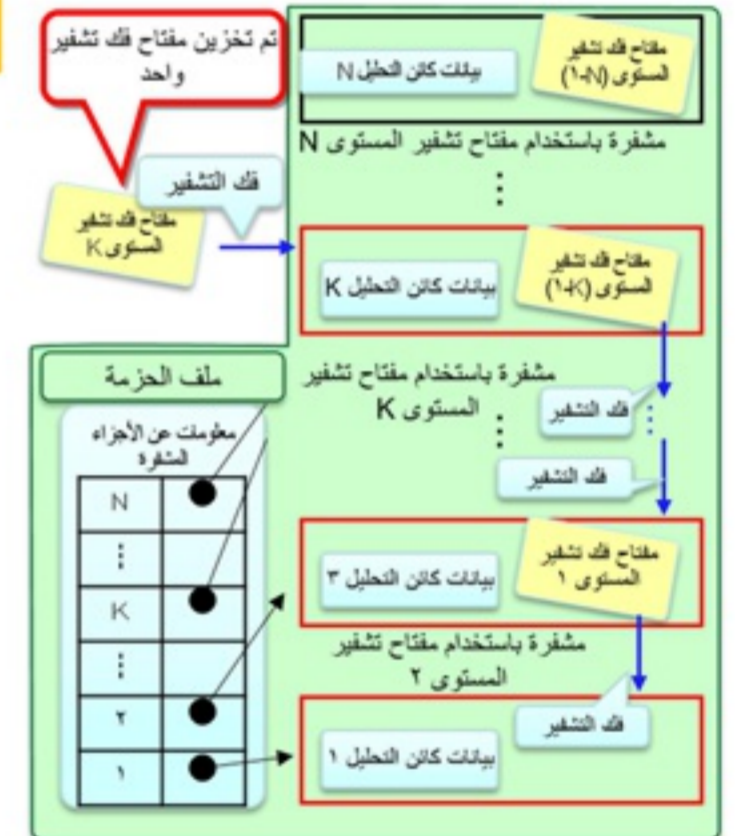 تم تخزين مفتاح فك تشفير
واحد
مفتاح فك تشفير
المستوى (N-١)
بيانات كائن التحليل N
مشفرة باستخدام مفتاح تشفير المستوى N
فك التشفير
مفتاح فك تشفير
المستوى K
مفتاح فك تشفير
المستوى (K-١)
بيانات كائن التحليل K
مشفرة باستخدام مفتاح تشفير
المستوى K
فك التشفير
فك التشفير
ملف الحزمة
معلومات عن الأجزاء
المشفرة
N
K
٢
١
مفتاح فك تشفير
المستوى ١
بيانات كائن التحليل ٣
مشفرة باستخدام مفتاح تشفير
المستوى ٢
فك التشفير
بيانات كائن التحليل ١